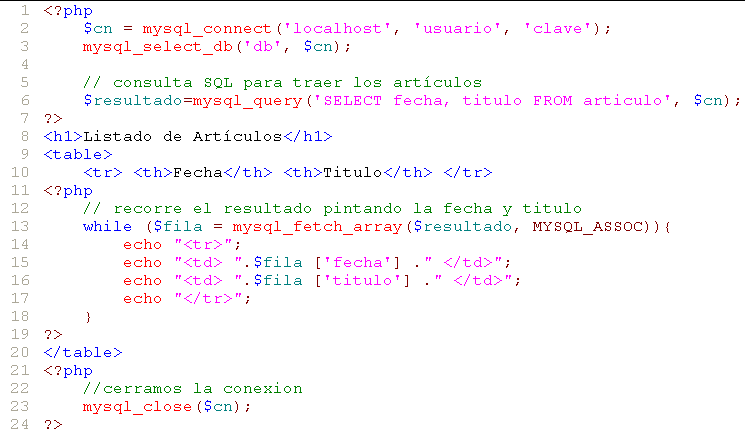 1 <?php
2 $cn = mysql_connect('localhost', 'usuario', 'clave');
3 mysql_select_db('db', $cn);
4
5 // consulta SQL para traer los artículos
6 $resultado=mysql_query('SELECT fecha, titulo FROM articulo', $cn);
7 ?>
8 <h1>Listado de Artículos</h1>
9 <table>
10 <tr> <th>Fecha</th> <th>Titulo</th> </tr>
11 <?php
12 // recorre el resultado pintando la fecha y titulo
13 while ($fila = mysql_fetch_array($resultado, MYSQL_ASSOC)){
14 echo "<tr>";
15 echo "<td> ".$fila ['fecha'] ." </td>";
16 echo "<td> ".$fila ['titulo'] ." </td>";
17 echo "</tr>";
18 }
19 ?>
20 </table>
21 <?php
22 //cerramos la conexion
23 mysql_close($cn);
24 ?>